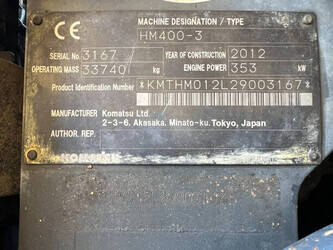 CE
MACHINE DESIGNATION / TYPE
HM400-3
SERIAL No. 3167 YEAR OF CONSTRUCTION 2012
OPERATING MASS 33740 kg ENGINE POWER 353 kW
Product Identification Number *KMTHM012L29003167*
MANUFACTURER Komatsu Ltd.
2-3-6, Akasaka, Minato-ku, Tokyo, Japan
AUTHOR. REP.
KOMATSU